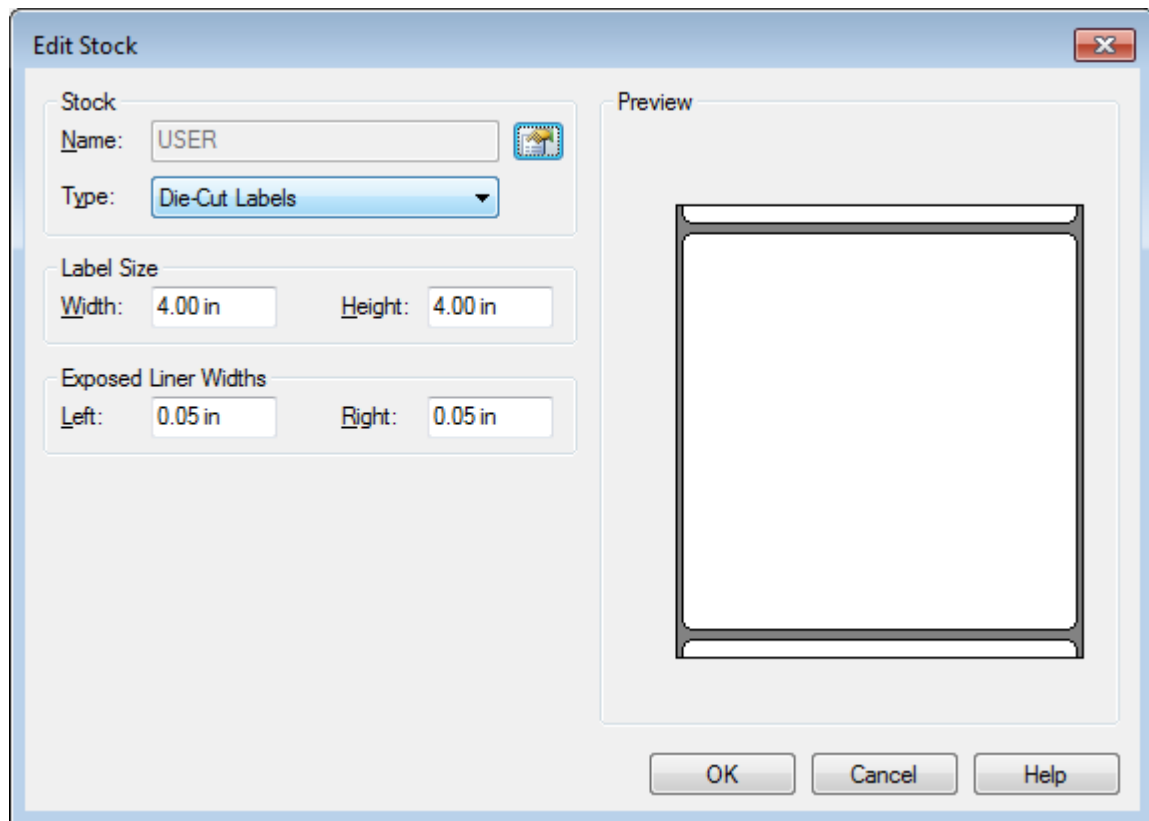 Edit Stock
Stock
Name: USER
Type: Die-Cut Labels
Label Size
Width: 4.00 in Height: 4.00 in
Exposed Liner Widths
Left: 0.05 in Right: 0.05 in
Preview
OK Cancel Help